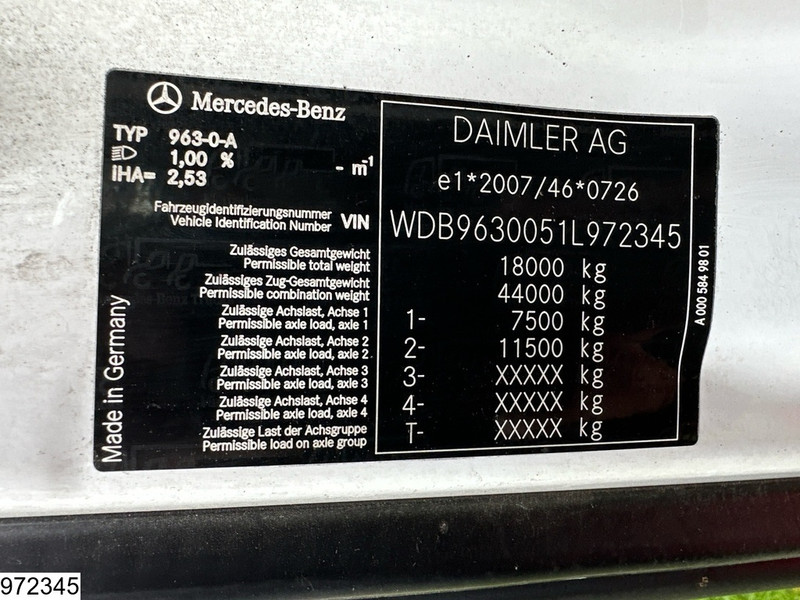 Mercedes-Benz
TYP 963-0-A
1,00 % - m⁻¹
IHA= 2,53
Fahrzeugidentifizierungsnummer
Vehicle Identification Number VIN
Zulässiges Gesamtgewicht
Permissible total weight
Zulässiges Zug-Gesamtgewicht
Permissible combination weight
Zulässige Achslast, Achse 1
Permissible axle load, axle 1
Zulässige Achslast, Achse 2
Permissible axle load, axle 2
Zulässige Achslast, Achse 3
Permissible axle load, axle 3
Zulässige Achslast, Achse 4
Permissible axle load, axle 4
Zulässige Last der Achsgruppe
Permissible load on axle group
Made in Germany
DAIMLER AG
e1*2007/46*0726
WDB9630051L972345
18000 kg
44000 kg
1- 7500 kg
2- 11500 kg
3- XXXXX kg
4- XXXXX kg
T- XXXXX kg
A 000 584 98 01
972345